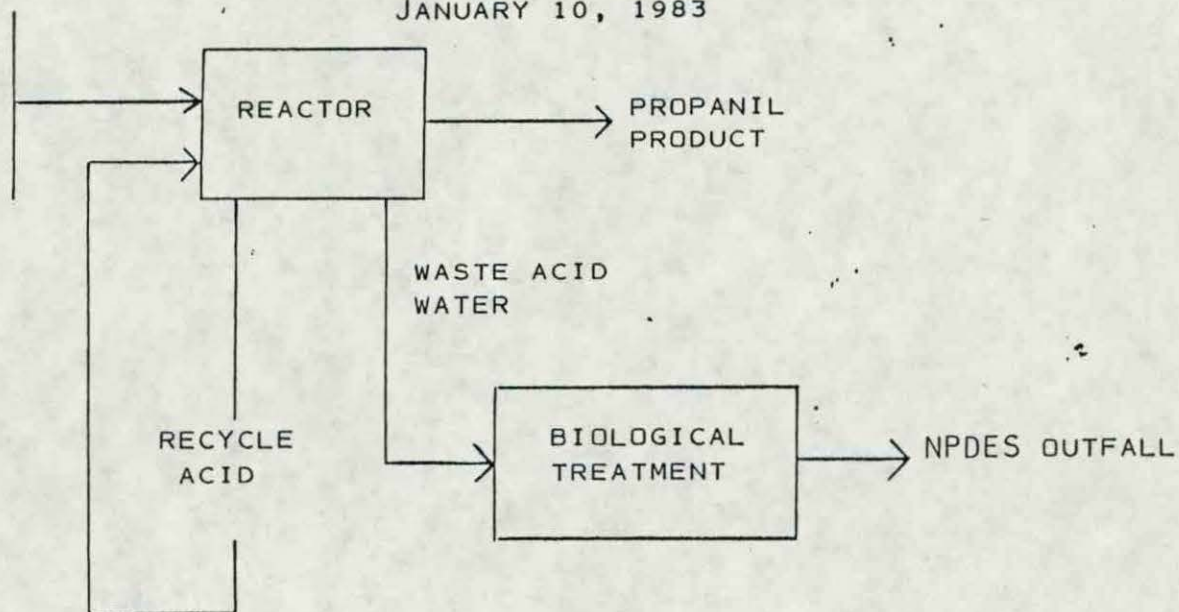 JANUARY 10, 1983
REACTOR
PROPANIL
PRODUCT
WASTE ACID
WATER
RECYCLE
ACID
BIOLOGICAL
TREATMENT
NPDES OUTFALL